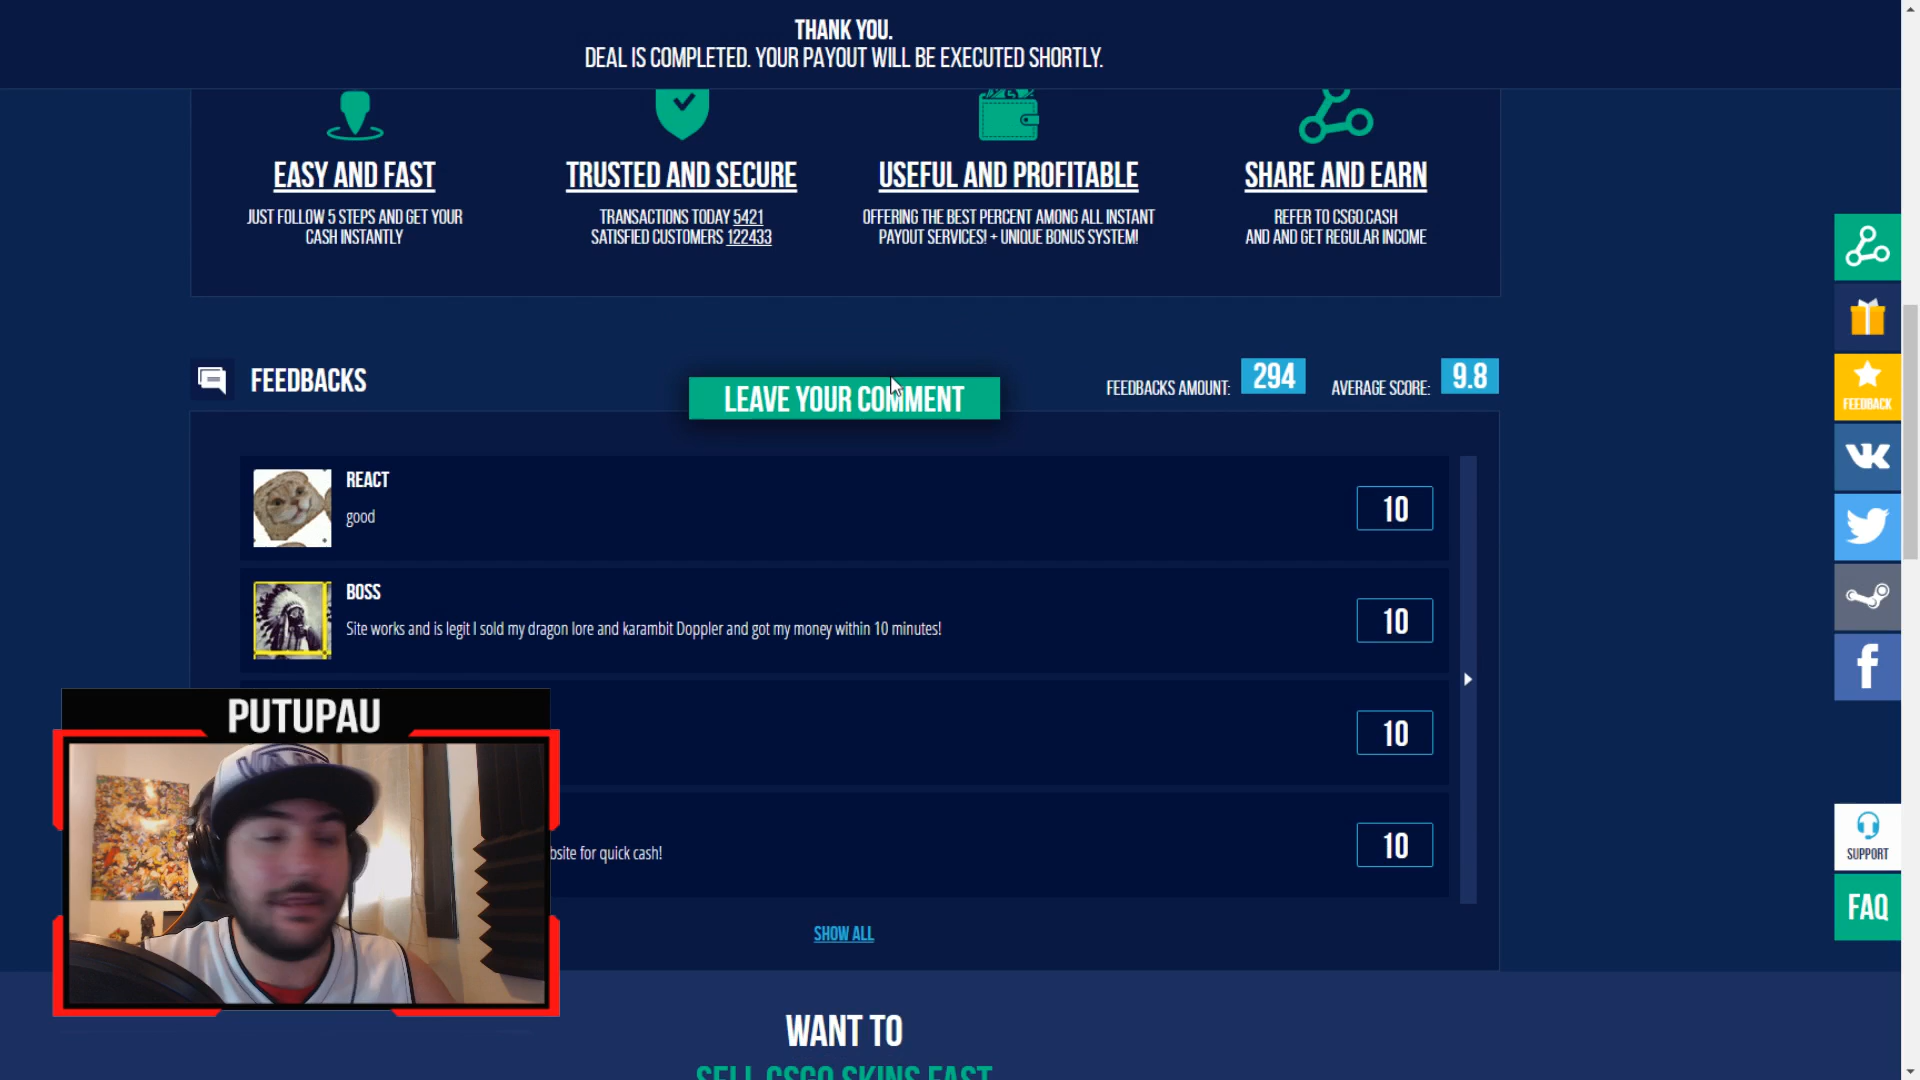 THANK YOU.
DEAL IS COMPLETED. YOUR PAYOUT WILL BE EXECUTED SHORTLY.
EASY AND FAST
JUST FOLLOW 5 STEPS AND GET YOUR
CASH INSTANTLY
TRUSTED AND SECURE
TRANSACTIONS TODAY 5421
SATISFIED CUSTOMERS 122433
USEFUL AND PROFITABLE
OFFERING THE BEST PERCENT AMONG ALL INSTANT
PAYOUT SERVICES! + UNIQUE BONUS SYSTEM!
SHARE AND EARN
REFER TO CSGO.CASH
AND AND GET REGULAR INCOME
FEEDBACKS
LEAVE YOUR COMMENT
FEEDBACKS AMOUNT: 294
AVERAGE SCORE: 9.8
FEEDBACK
REACT
good
10
BOSS
Site works and is legit I sold my dragon lore and karambit Doppler and got my money within 10 minutes!
10
10
PUTUPAU
bsite for quick cash!
10
SHOW ALL
SUPPORT
FAQ
WANT TO
SELL CSGO SKINS FAST